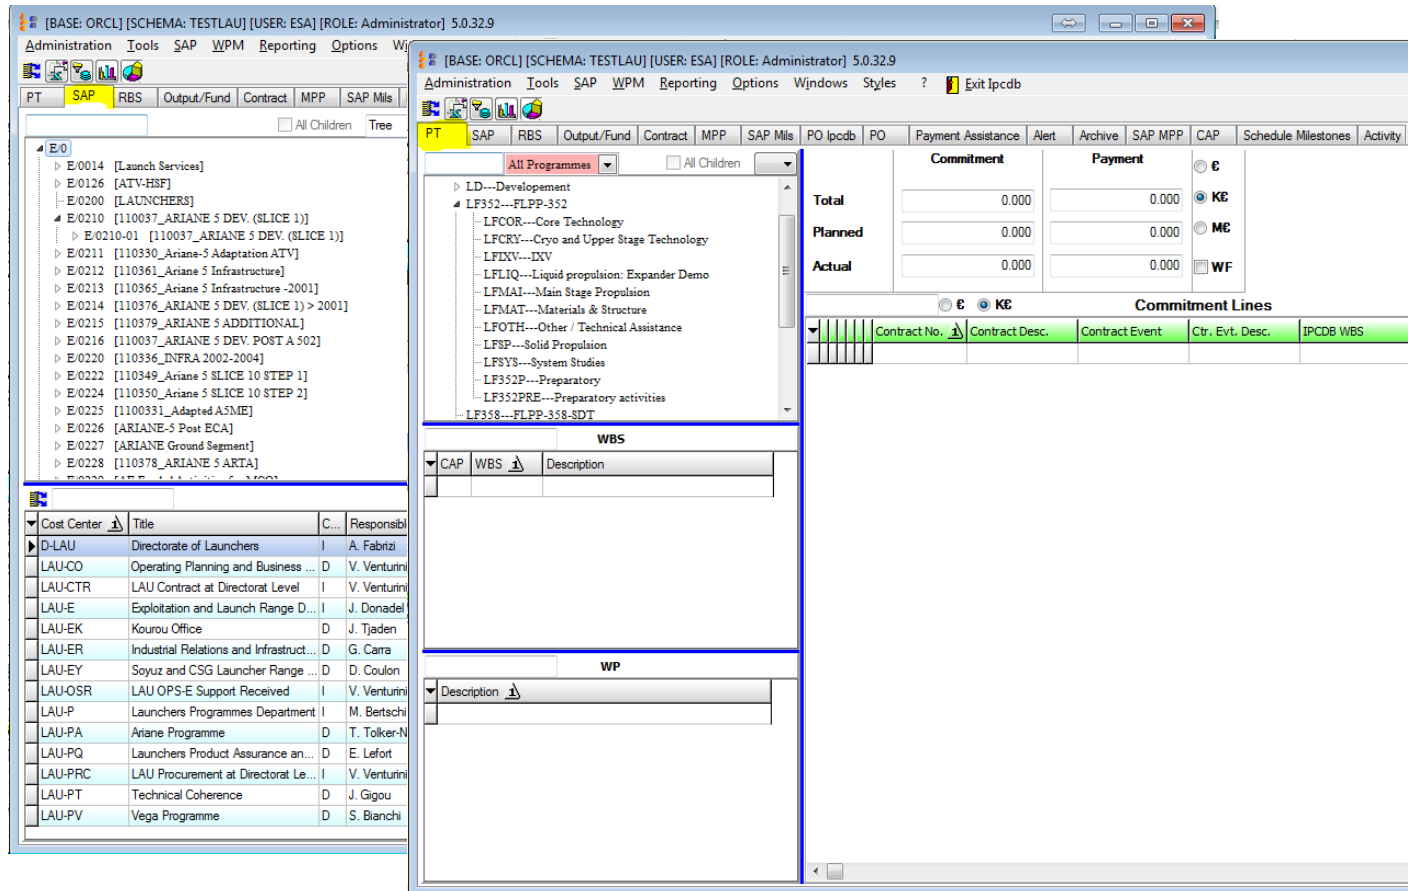 [BASE: ORCL] [SCHEMA: TESTLAU] [USER: ESA] [ROLE: Administrator] 5.0.32.9
Administration Tools SAP WPM Reporting Options
PT SAP RBS Output/Fund Contract MPP SAP Mils
All Children Tree
E/0
E/0014 [Launch Services]
E/0126 [ATV-HSF]
E/0200 [LAUNCHERS]
E/0210 [110037_ARIANE 5 DEV. (SLICE 1)]
E/0210-01 [110037_ARIANE 5 DEV. (SLICE 1)]
E/0211 [110330_Ariane-5 Adaptation ATV]
E/0212 [110361_Ariane 5 Infrastructure]
E/0213 [110365_Ariane 5 Infrastructure -2001]
E/0214 [110376_ARIANE 5 DEV. (SLICE 1) > 2001]
E/0215 [110379_ARIANE 5 ADDITIONAL]
E/0216 [110037_ARIANE 5 DEV. POST A 502]
E/0220 [110336_INFRA 2002-2004]
E/0222 [110349_Ariane 5 SLICE 10 STEP 1]
E/0224 [110350_Ariane 5 SLICE 10 STEP 2]
E/0225 [1100331_Adapted A5ME]
E/0226 [ARIANE-5 Post ECA]
E/0227 [ARIANE Ground Segment]
E/0228 [110378_ARIANE 5 ARTA]
Cost Center 1 Title C... Responsibl
D-LAU Directorate of Launchers I A. Fabrizi
LAU-CO Operating Planning and Business ... D V. Venturini
LAU-CTR LAU Contract at Directorat Level I V. Venturini
LAU-E Exploitation and Launch Range D... I J. Donadel
LAU-EK Kourou Office D J. Tjaden
LAU-ER Industrial Relations and Infrastruct... D G. Carra
LAU-EY Soyuz and CSG Launcher Range ... D D. Coulon
LAU-OSR LAU OPS-E Support Received I V. Venturini
LAU-P Launchers Programmes Department I M. Bertschi
LAU-PA Ariane Programme D T. Tolker-N
LAU-PQ Launchers Product Assurance an... D E. Lefort
LAU-PRC LAU Procurement at Directorat Le... I V. Venturini
LAU-PT Technical Coherence D J. Gigou
LAU-PV Vega Programme D S. Bianchi
[BASE: ORCL] [SCHEMA: TESTLAU] [USER: ESA] [ROLE: Administrator] 5.0.32.9
Administration Tools SAP WPM Reporting Options Windows Styles ? Exit Ipcdb
PT SAP RBS Output/Fund Contract MPP SAP Mils PO Ipcdb PO Payment Assistance Alert Archive SAP MPP CAP Schedule Milestones Activity
All Programmes All Children
LD---Developement
LF352---FLPP-352
LFCOR---Core Technology
LFCRY---Cryo and Upper Stage Technology
LFIXV---IXV
LFLIQ---Liquid propulsion: Expander Demo
LFMAI---Main Stage Propulsion
LFMAT---Materials & Structure
LFOTH---Other / Technical Assistance
LFSP---Solid Propulsion
LFSYS---System Studies
LF352P---Preparatory
LF352PRE---Preparatory activities
LF358---FLPP-358-SDT
WBS
CAP WBS 1 Description
WP
Description 1
Commitment Payment €
Total 0.000 0.000 K€
Planned 0.000 0.000 M€
Actual 0.000 0.000 WF
€ K€ Commitment Lines
Contract No. 1 Contract Desc. Contract Event Ctr. Evt. Desc. IPCDB WBS